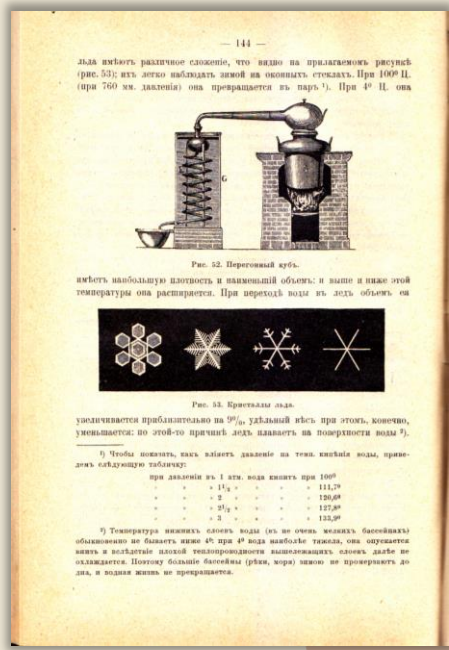 — 144 —
льда имѣютъ различное сложеніе, что видно на прилагаемомъ рисункѣ
(рис. 53); ихъ легко наблюдать зимой на оконныхъ стеклахъ. При 100° Ц.
(при 760 мм. давленія) она превращается въ паръ ¹). При 4° Ц. она
G
Рис. 52. Перегонный кубъ.
имѣетъ наибольшую плотность и наименьшій объемъ: и выше и ниже этой
температуры она расширяется. При переходѣ воды въ ледъ объемъ ея
Рис. 53. Кристаллы льда.
увеличивается приблизительно на 9%, удѣльный вѣсъ при этомъ, конечно,
уменьшается: по этой-то причинѣ ледъ плаваетъ на поверхности воды ²).
¹) Чтобы показать, какъ вліяетъ давленіе на темп. кипѣнія воды, приве-
демъ слѣдующую табличку:
при давленіи въ 1 атм. вода кипитъ при 100°
» » » 1½ » » » » 111,7°
» » » 2 » » » » 120,6°
» » » 2½ » » » » 127,8°
» » » 3 » » » » 133,9°
²) Температура нижнихъ слоевъ воды (въ не очень мелкихъ бассейнахъ)
обыкновенно не бываетъ ниже 4°: при 4° вода наиболѣе тяжела, она опускается
внизъ и вслѣдствіе плохой теплопроводности вышележащихъ слоевъ далѣе не
охлаждается. Поэтому большіе бассейны (рѣки, моря) зимою не промерзаютъ до
дна, и водная жизнь не прекращается.